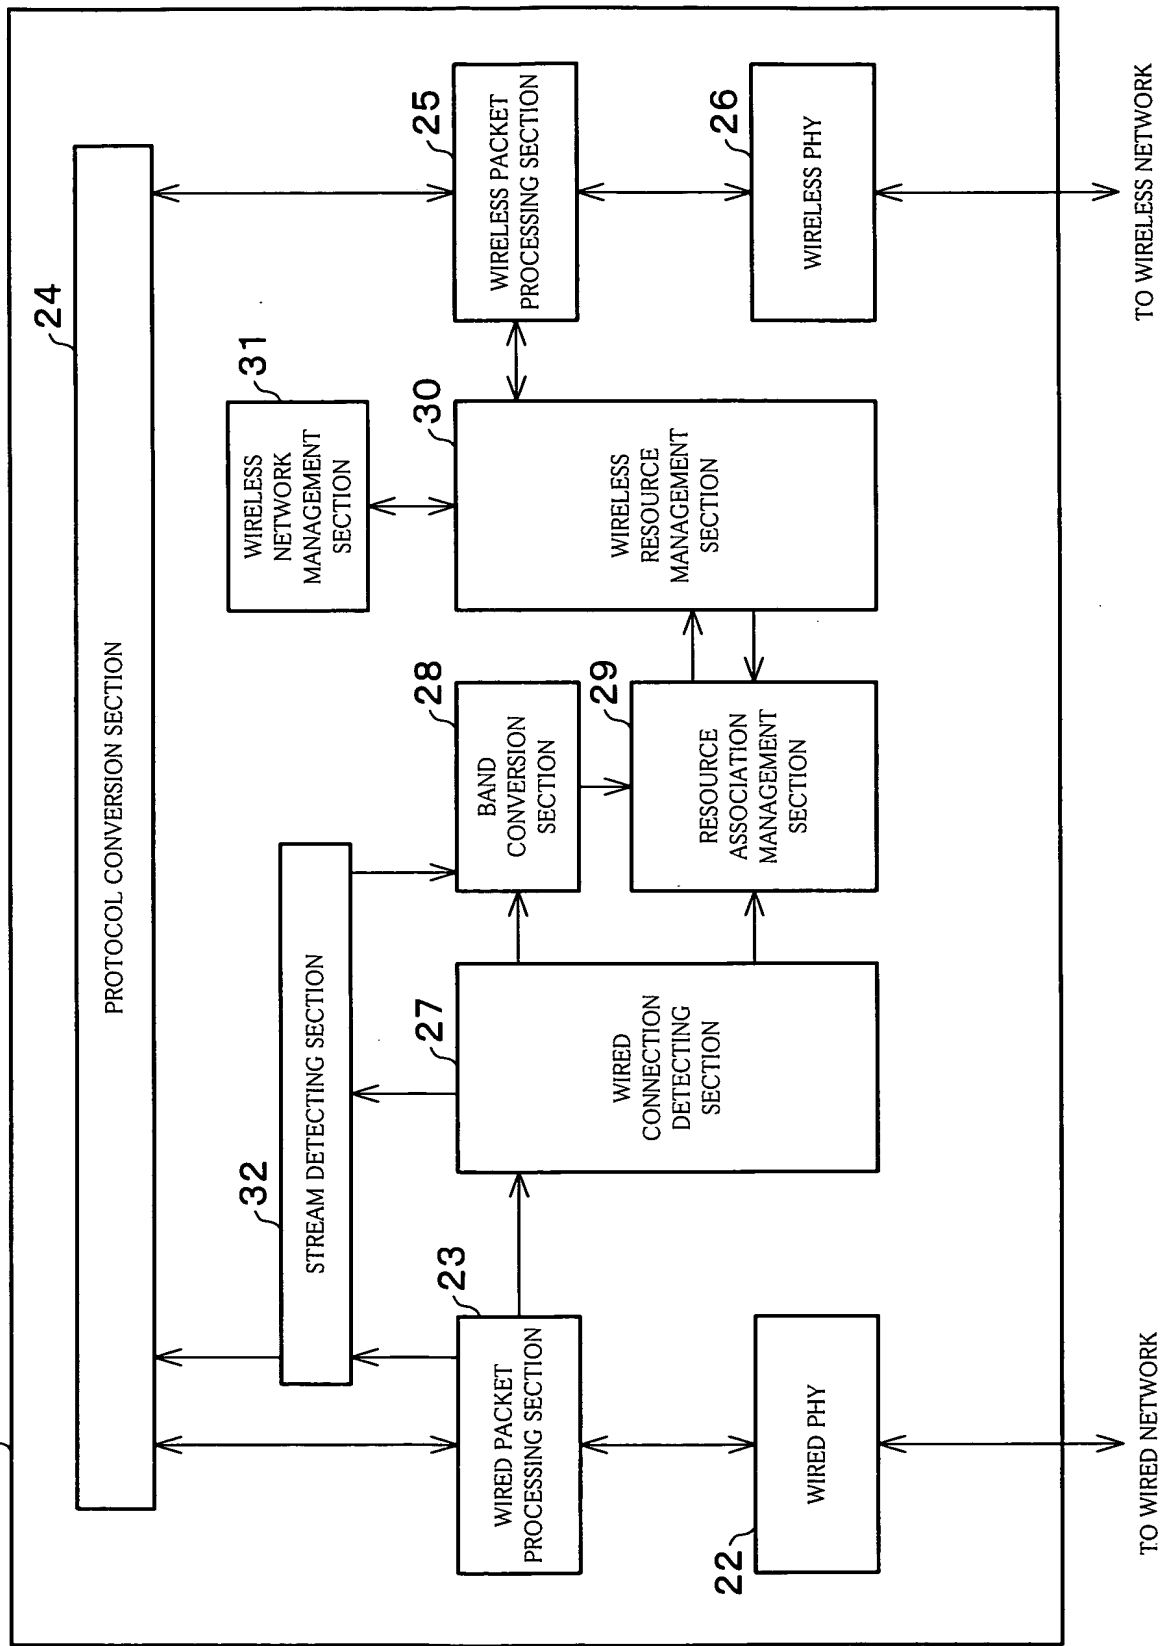 24
PROTOCOL CONVERSION SECTION
32
STREAM DETECTING SECTION
31
WIRELESS
NETWORK
MANAGEMENT
SECTION
23
WIRED PACKET
PROCESSING SECTION
27
WIRED
CONNECTION
DETECTING
SECTION
28
BAND
CONVERSION
SECTION
29
RESOURCE
ASSOCIATION
MANAGEMENT
SECTION
30
WIRELESS
RESOURCE
MANAGEMENT
SECTION
25
WIRELESS PACKET
PROCESSING SECTION
22
WIRED PHY
26
WIRELESS PHY
TO WIRED NETWORK
TO WIRELESS NETWORK